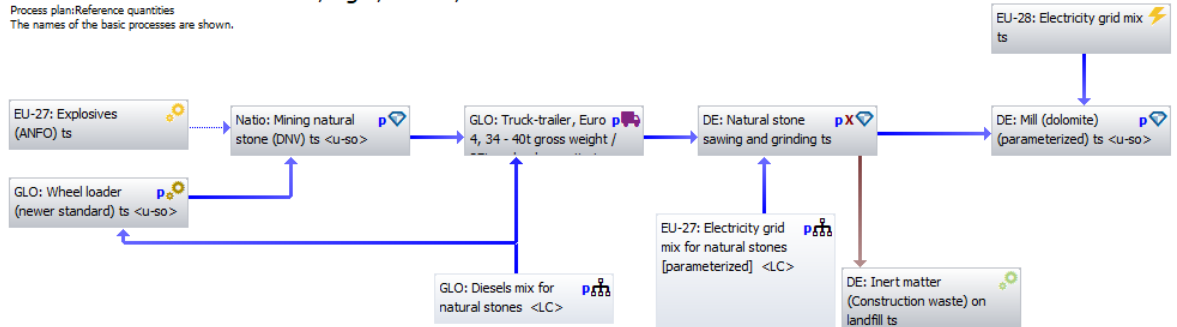 Process plan:Reference quantities
The names of the basic processes are shown.
EU-28: Electricity grid mix
ts
EU-27: Explosives
(ANFO) ts
Natio: Mining natural
stone (DNV) ts <u-so>
p
GLO: Truck-trailer, Euro
4, 34 - 40t gross weight /
p
DE: Natural stone
sawing and grinding ts
pX
DE: Mill (dolomite)
(parameterized) ts <u-so>
p
GLO: Wheel loader
(newer standard) ts <u-so>
p
EU-27: Electricity grid
mix for natural stones
[parameterized] <LC>
p
GLO: Diesels mix for
natural stones <LC>
p
DE: Inert matter
(Construction waste) on
landfill ts